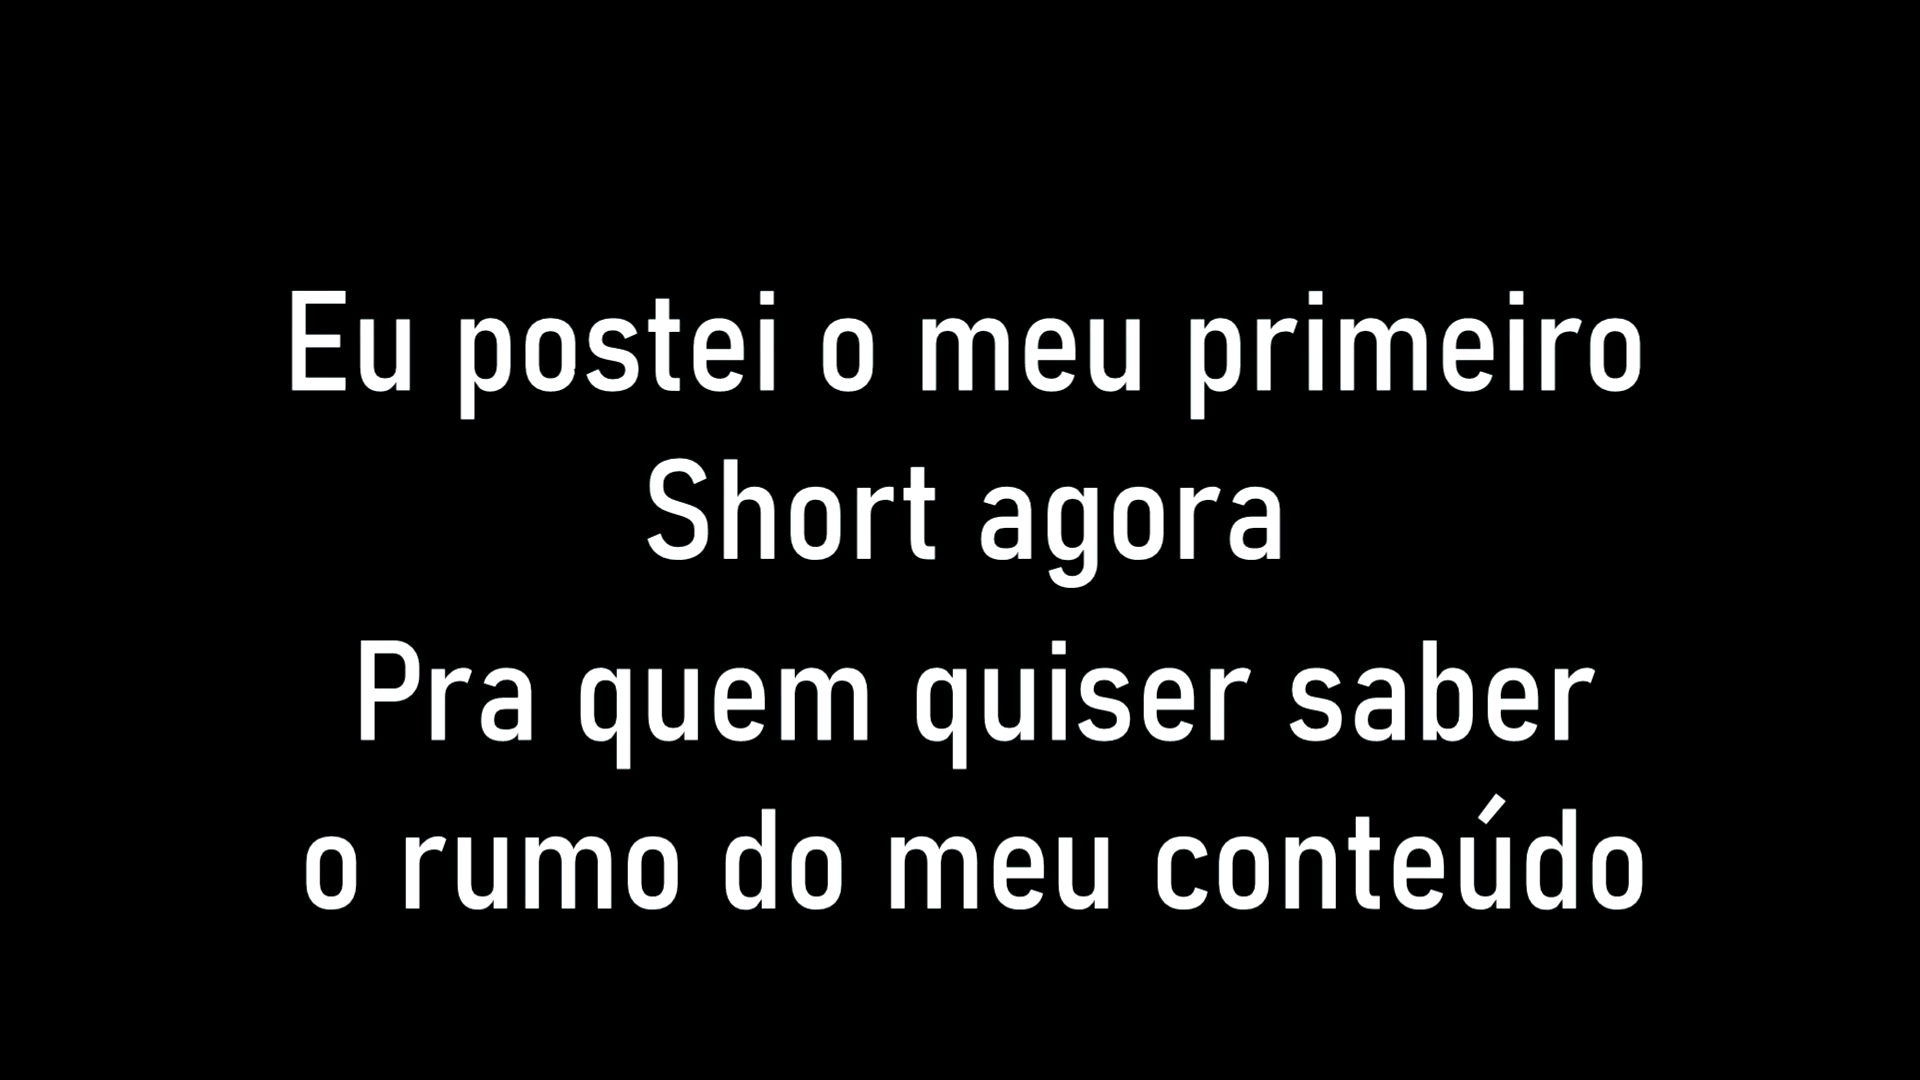 Eu postei o meu primeiro
Short agora
Pra quem quiser saber
o rumo do meu conteúdo